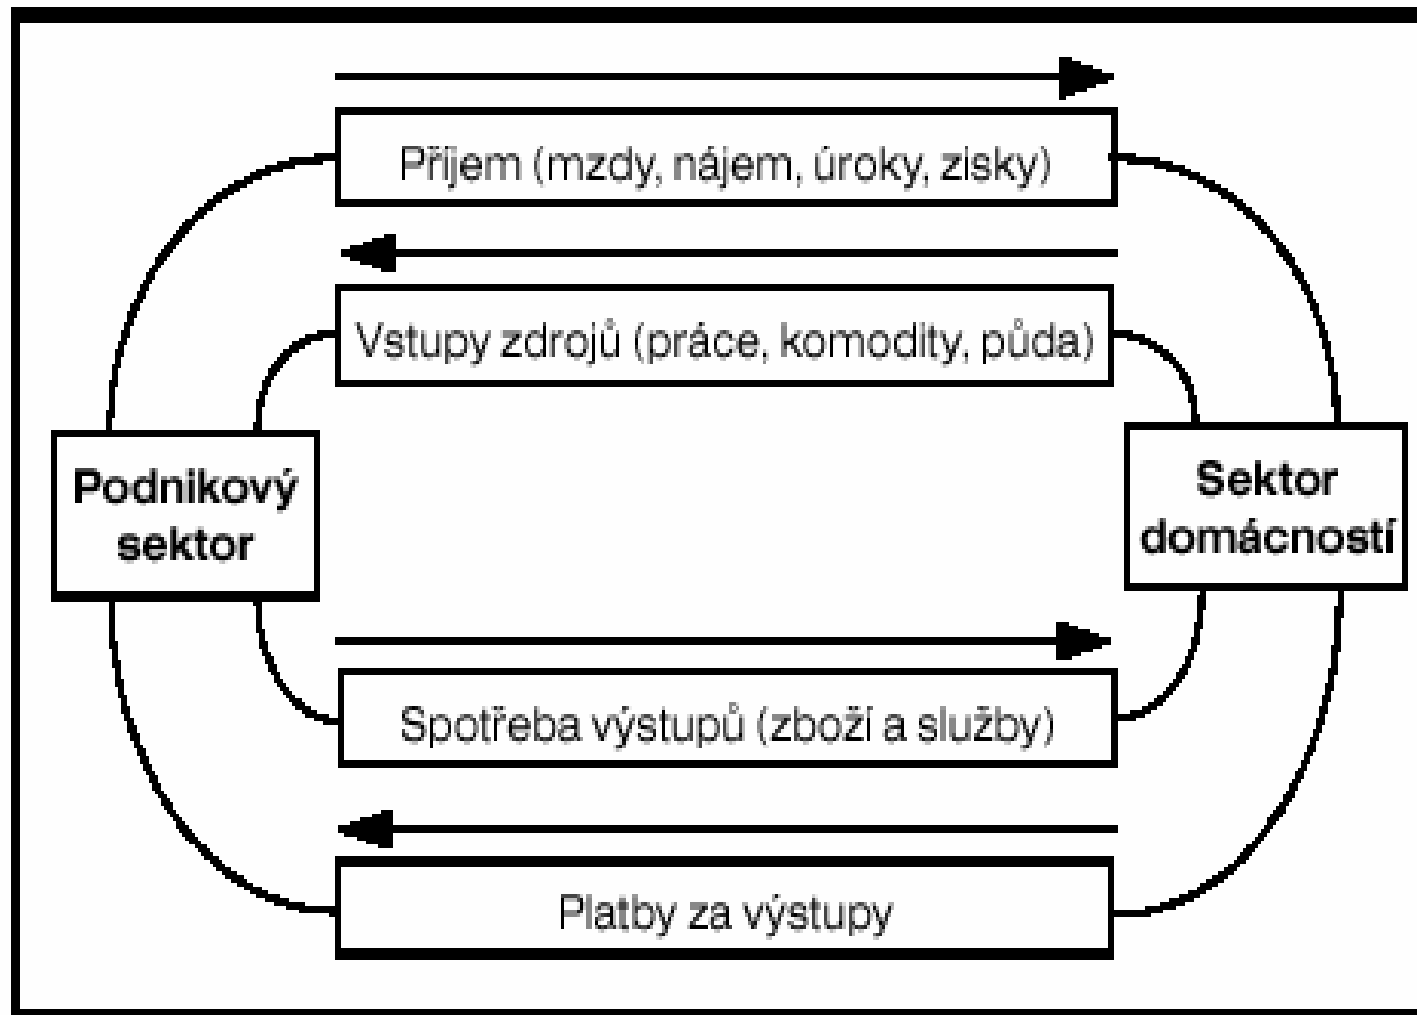 Příjem (mzdy, nájem, úroky, zisky)
Vstupy zdrojů (práce, komodity, půda)
Podnikový
sektor
Sektor
domácností
Spotřeba výstupů (zboží a služby)
Platby za výstupy